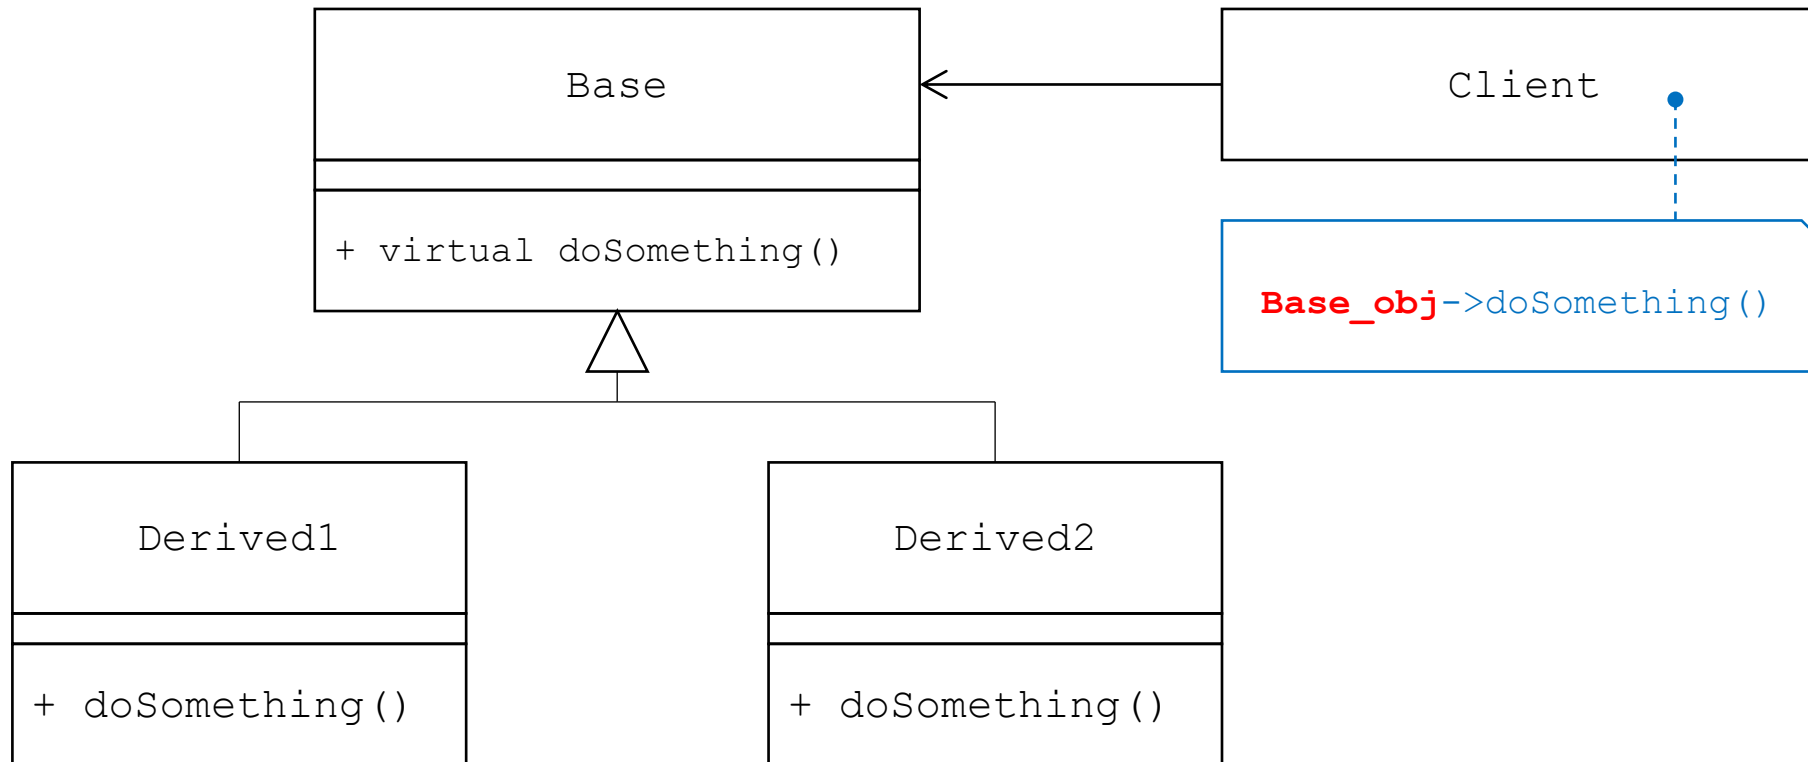 Base
Client
+ virtual doSomething()
Base_obj->doSomething()
Derived1
Derived2
+ doSomething()
+ doSomething()